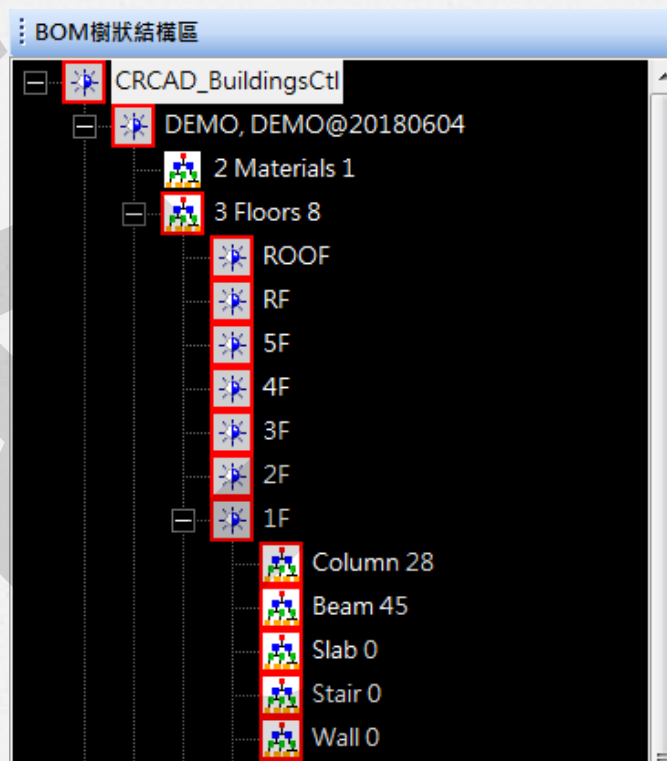 BOM樹狀結構區
CRCAD_BuildingsCtl
DEMO, DEMO@20180604
2 Materials 1
3 Floors 8
ROOF
RF
5F
4F
3F
2F
1F
Column 28
Beam 45
Slab 0
Stair 0
Wall 0